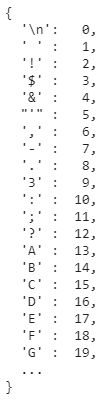 {
  '\n':   0,
  ' ' :   1,
  '!' :   2,
  '$' :   3,
  '&' :   4,
  "'" :   5,
  ',' :   6,
  '-' :   7,
  '.' :   8,
  '3' :   9,
  ':' :  10,
  ';' :  11,
  '?' :  12,
  'A' :  13,
  'B' :  14,
  'C' :  15,
  'D' :  16,
  'E' :  17,
  'F' :  18,
  'G' :  19,
  ...
}